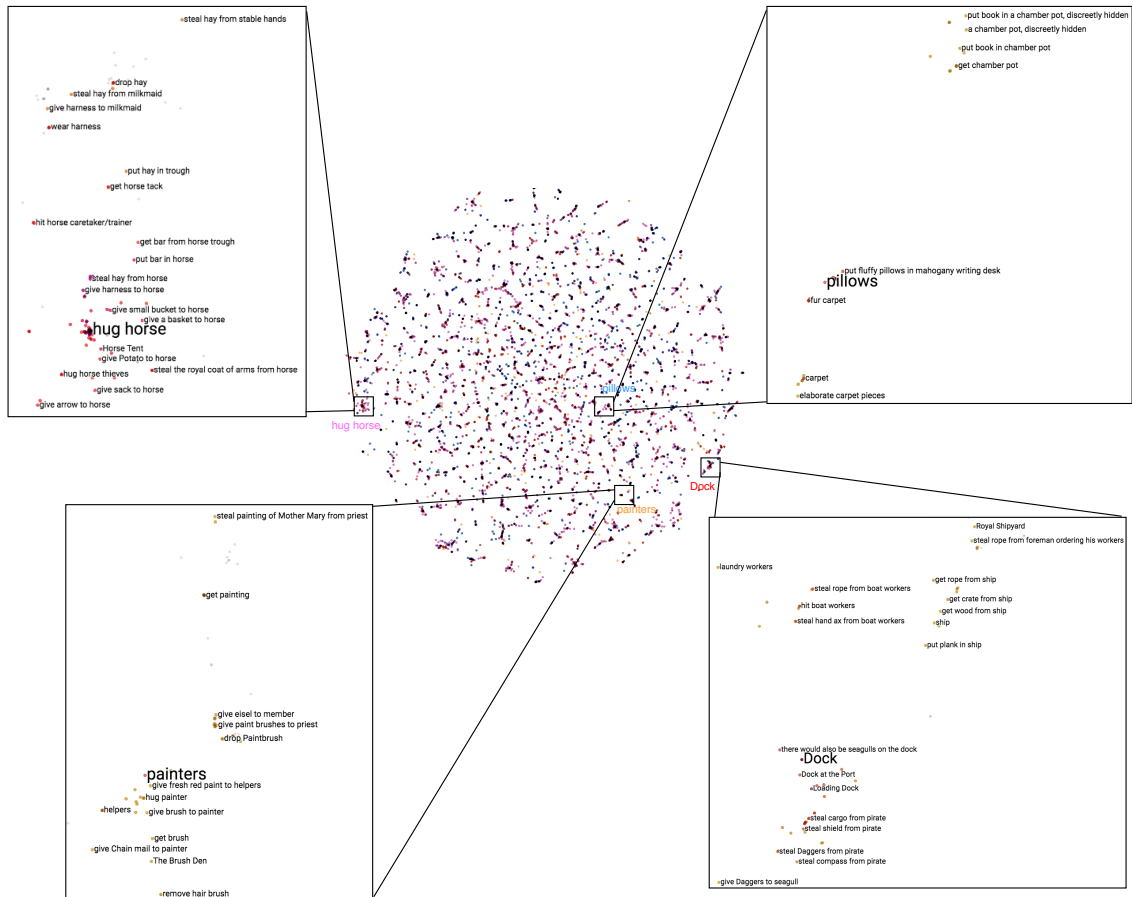 steal hay from stable hands
drop hay
steal hay from milkmaid
give harness to milkmaid
wear harness
put hay in trough
get horse tack
hit horse caretaker/trainer
get bar from horse trough
put bar in horse
steal hay from horse
give harness to horse
give small bucket to horse
give a basket to horse
hug horse
Horse Tent
give Potato to horse
steal the royal coat of arms from horse
hug horse thieves
give sack to horse
give arrow to horse
put book in a chamber pot, discreetly hidden
a chamber pot, discreetly hidden
put book in chamber pot
get chamber pot
put fluffy pillows in mahogany writing desk
pillows
fur carpet
carpet
elaborate carpet pieces
pillows
hug horse
Dock
painters
steal painting of Mother Mary from priest
get painting
give eisel to member
give paint brushes to priest
drop Paintbrush
painters
give fresh red paint to helpers
hug painter
helpers
give brush to painter
get brush
give Chain mail to painter
The Brush Den
remove hair brush
Royal Shipyard
steal rope from foreman ordering his workers
laundry workers
get rope from ship
steal rope from boat workers
get crate from ship
hit boat workers
get wood from ship
steal hand ax from boat workers
ship
put plank in ship
there would also be seagulls on the dock
Dock
Dock at the Port
Loading Dock
steal cargo from pirate
steal shield from pirate
steal Daggers from pirate
steal compass from pirate
give Daggers to seagull